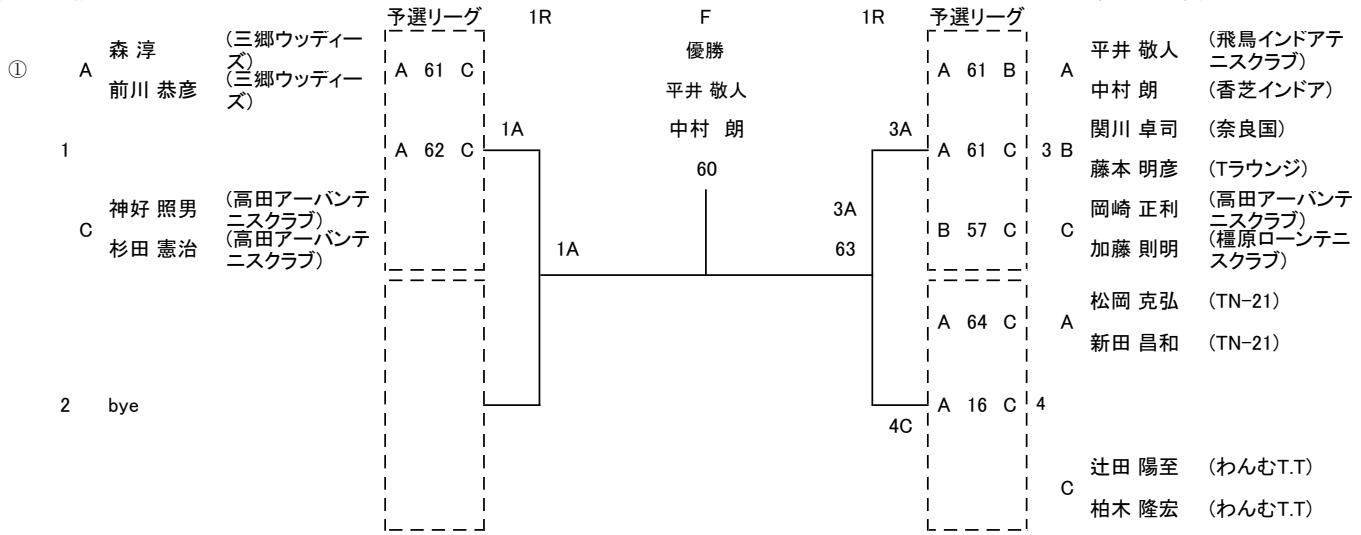 予選リーグ 1R F 1R 予選リーグ
① A 森 淳 (三郷ウッディーズ)
前川 恭彦 (三郷ウッディーズ)
1
C 神好 照男 (高田アーバンテニスクラブ)
杉田 憲治 (高田アーバンテニスクラブ)
2 bye
A 61 C
A 62 C
1A
1A
優勝
平井 敬人
中村 朗
60
3A
3A
63
4C
A 61 B
A 61 C
B 57 C
A 64 C
A 16 C
A 平井 敬人 (飛鳥インドアテニスクラブ)
中村 朗 (香芝インドア)
3 B 関川 卓司 (奈良国)
藤本 明彦 (Tラウンジ)
C 岡崎 正利 (高田アーバンテニスクラブ)
加藤 則明 (橿原ローンテニスクラブ)
A 松岡 克弘 (TN-21)
新田 昌和 (TN-21)
4
C 辻田 陽至 (わんむT.T)
柏木 隆宏 (わんむT.T)